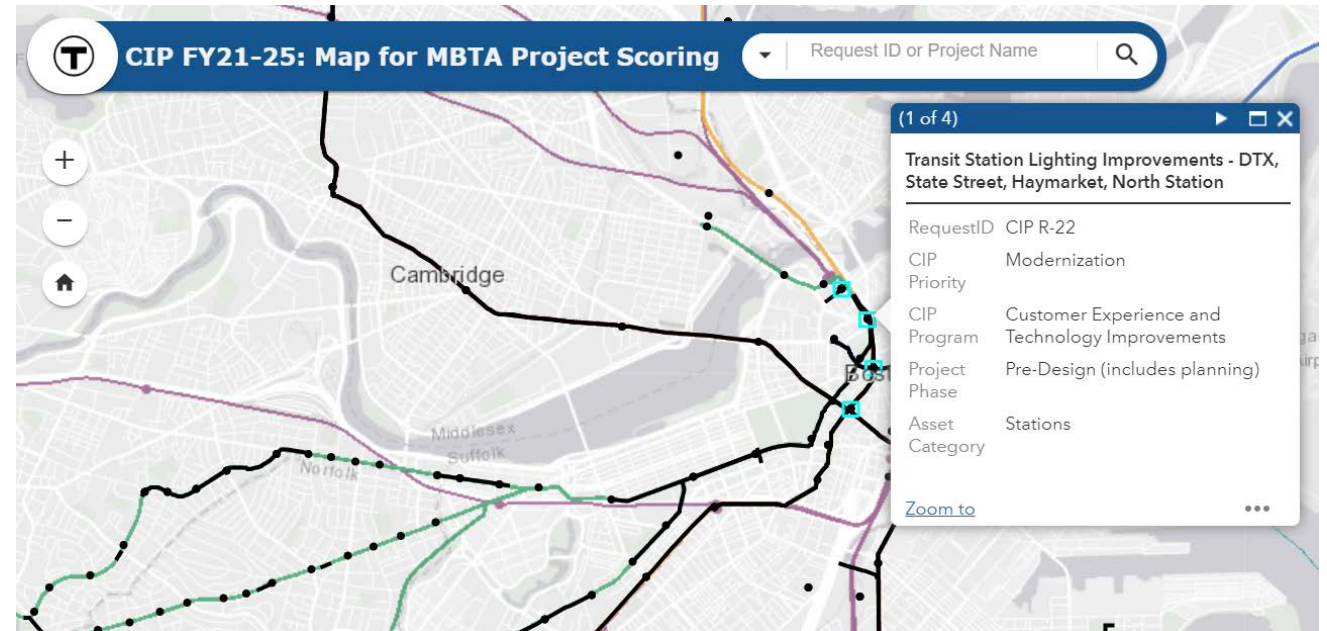 T
CIP FY21-25: Map for MBTA Project Scoring
Request ID or Project Name
(1 of 4)
Transit Station Lighting Improvements - DTX,
State Street, Haymarket, North Station
RequestID CIP R-22
CIP Modernization
Priority
CIP Customer Experience and
Program Technology Improvements
Project Pre-Design (includes planning)
Phase
Asset Stations
Category
Zoom to
Cambridge
Middlesex
Suffolk
Norfolk